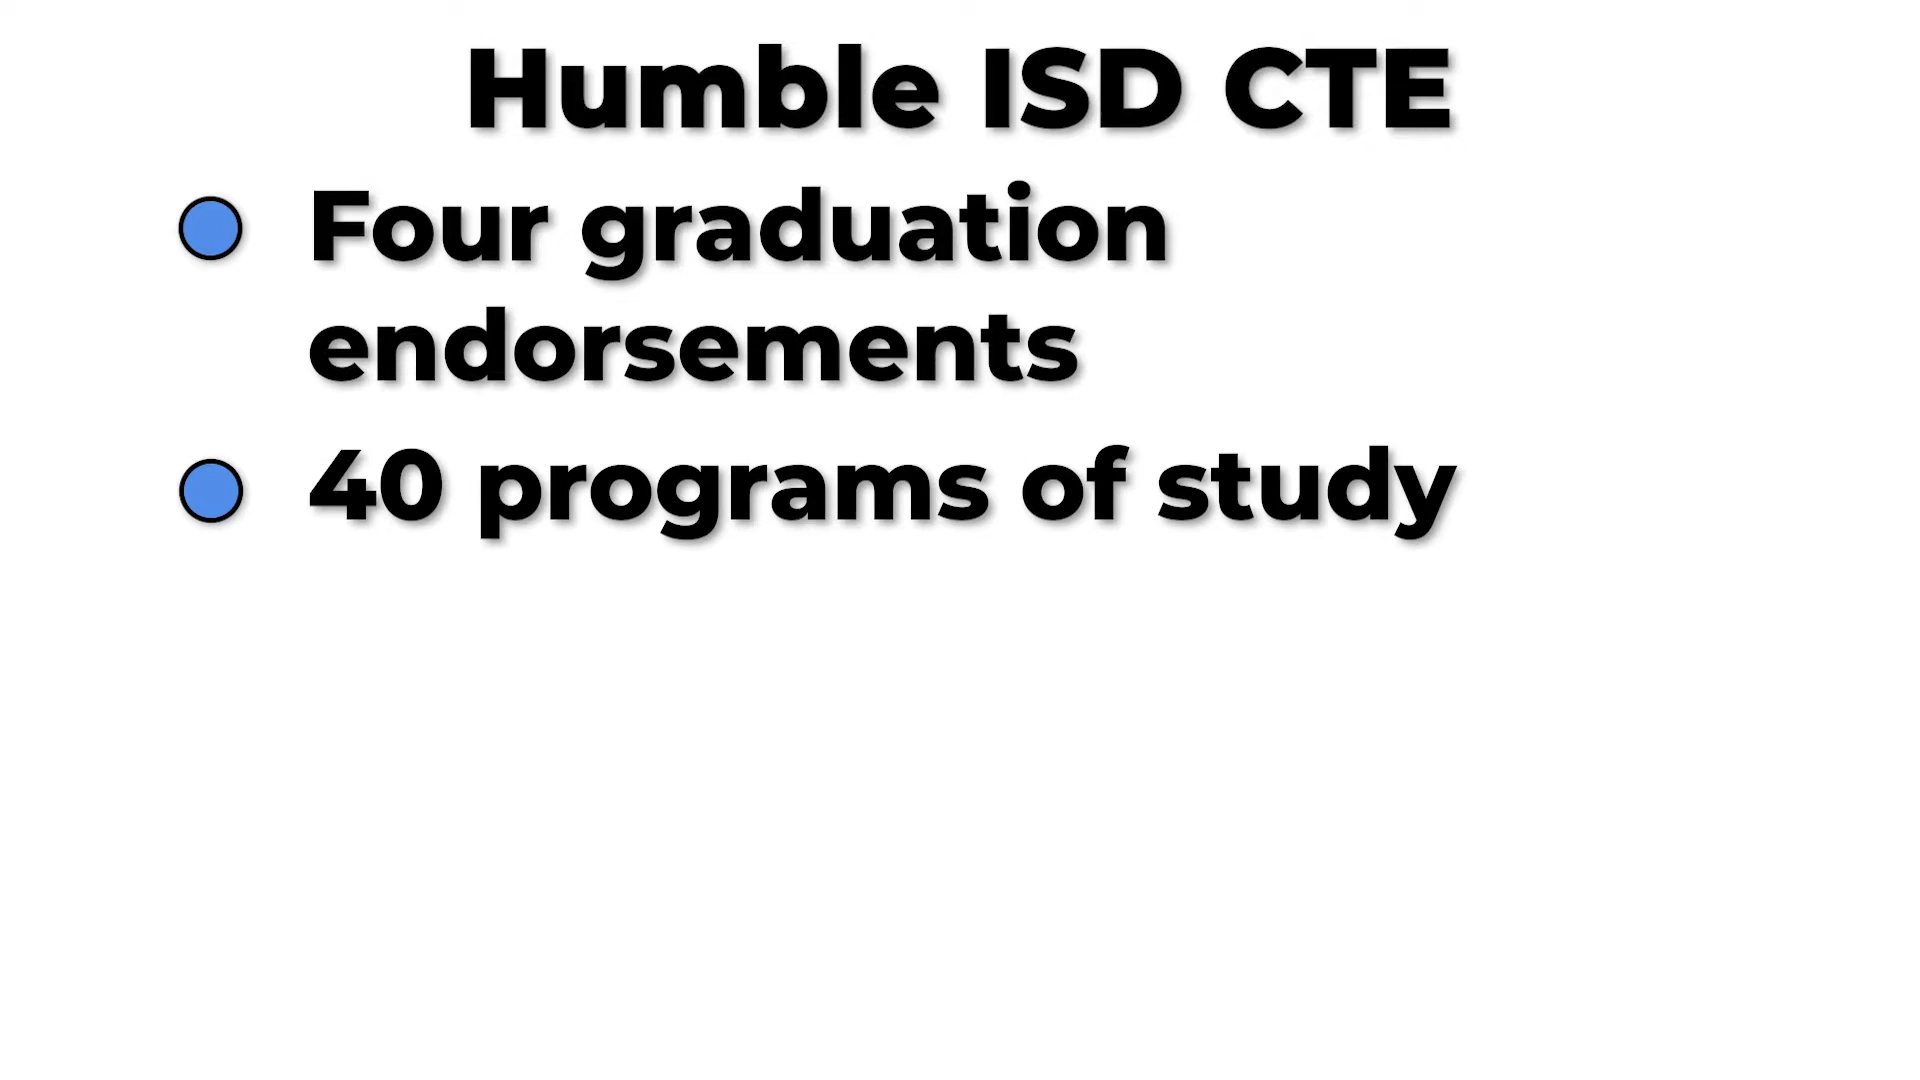 Humble ISD CTE
Four graduation
endorsements
40 programs of study